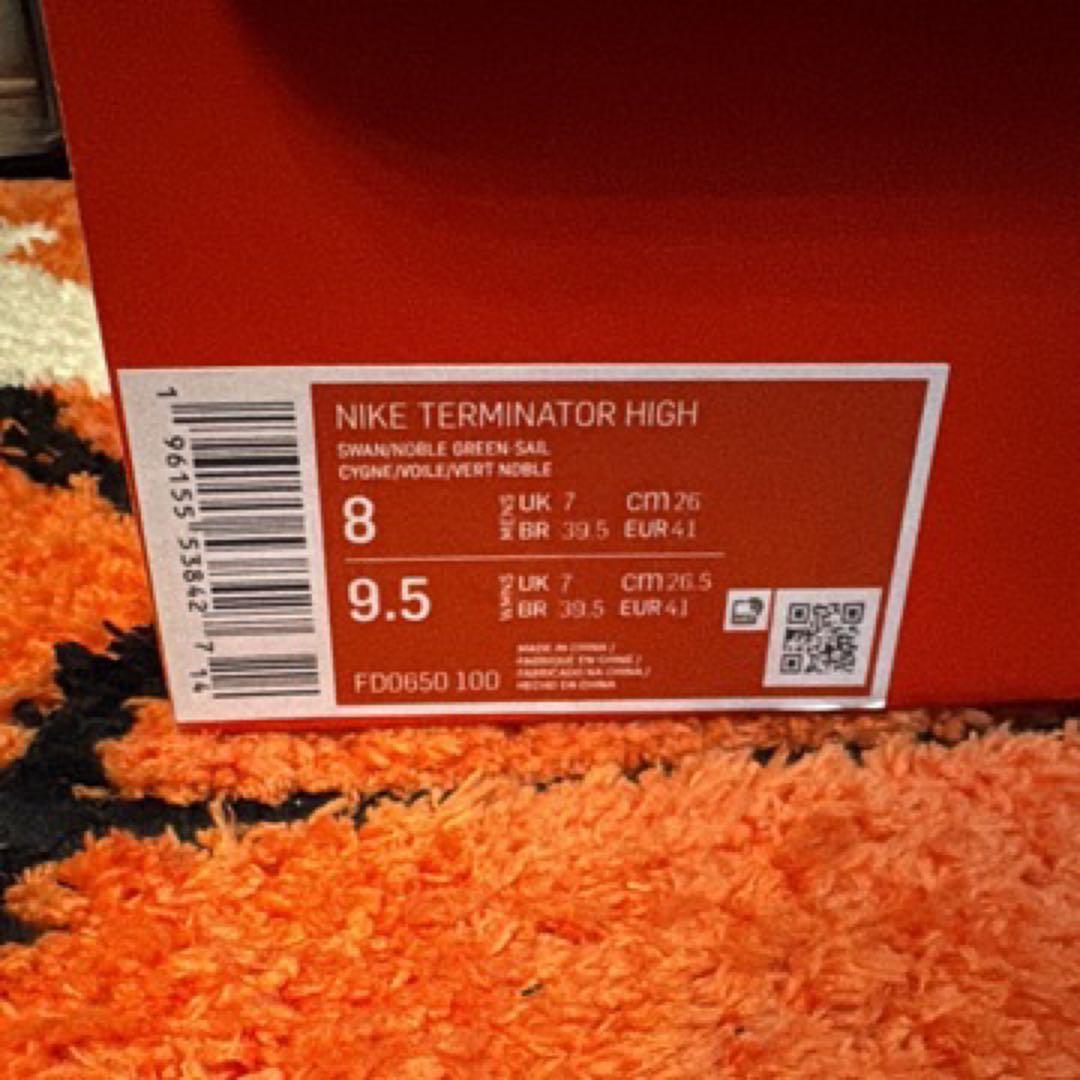 NIKE TERMINATOR HIGH
SWAN/NOBLE GREEN-SAIL
CYGNE/VOILE/VERT NOBLE
8 MENS UK 7 cm 26
BR 39.5 EUR 41
9.5 WMNS UK 7 cm 26.5
BR 39.5 EUR 41
FD0650 100
MADE IN CHINA /
FABRIQUÉ EN CHINE /
FABRICADO NA CHINA /
HECHO EN CHINA
1 96155 53842 7 14